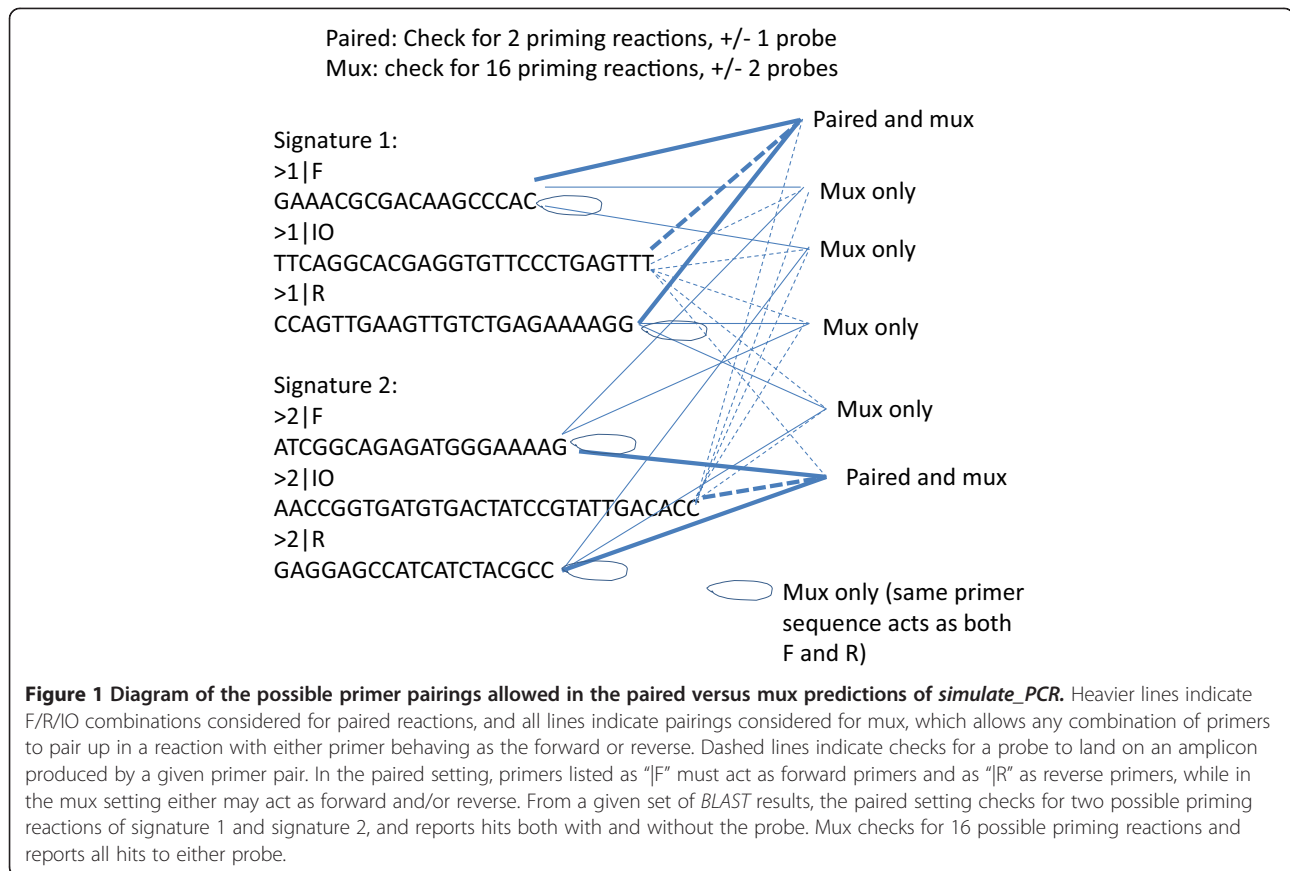 Paired: Check for 2 priming reactions, +/- 1 probe
Mux: check for 16 priming reactions, +/- 2 probes
Signature 1:
>1|F
GAAACGCGACAAGCCCAC
>1|IO
TTCAGGCACGAGGTGTTCCCTGAGTTT
>1|R
CCAGTTGAAGTTGTCTGAGAAAAGG
Signature 2:
>2|F
ATCGGCAGAGATGGGAAAAG
>2|IO
AACCGGTGATGTGACTATCCGTATTGACACC
>2|R
GAGGAGCCATCATCTACGCC
Paired and mux
Mux only
Mux only
Mux only
Mux only
Paired and mux
Mux only (same primer
sequence acts as both
F and R)
Figure 1 Diagram of the possible primer pairings allowed in the paired versus mux predictions of simulate_PCR. Heavier lines indicate
F/R/IO combinations considered for paired reactions, and all lines indicate pairings considered for mux, which allows any combination of primers
to pair up in a reaction with either primer behaving as the forward or reverse. Dashed lines indicate checks for a probe to land on an amplicon
produced by a given primer pair. In the paired setting, primers listed as “|F” must act as forward primers and as “|R” as reverse primers, while in
the mux setting either may act as forward and/or reverse. From a given set of BLAST results, the paired setting checks for two possible priming
reactions of signature 1 and signature 2, and reports hits both with and without the probe. Mux checks for 16 possible priming reactions and
reports all hits to either probe.